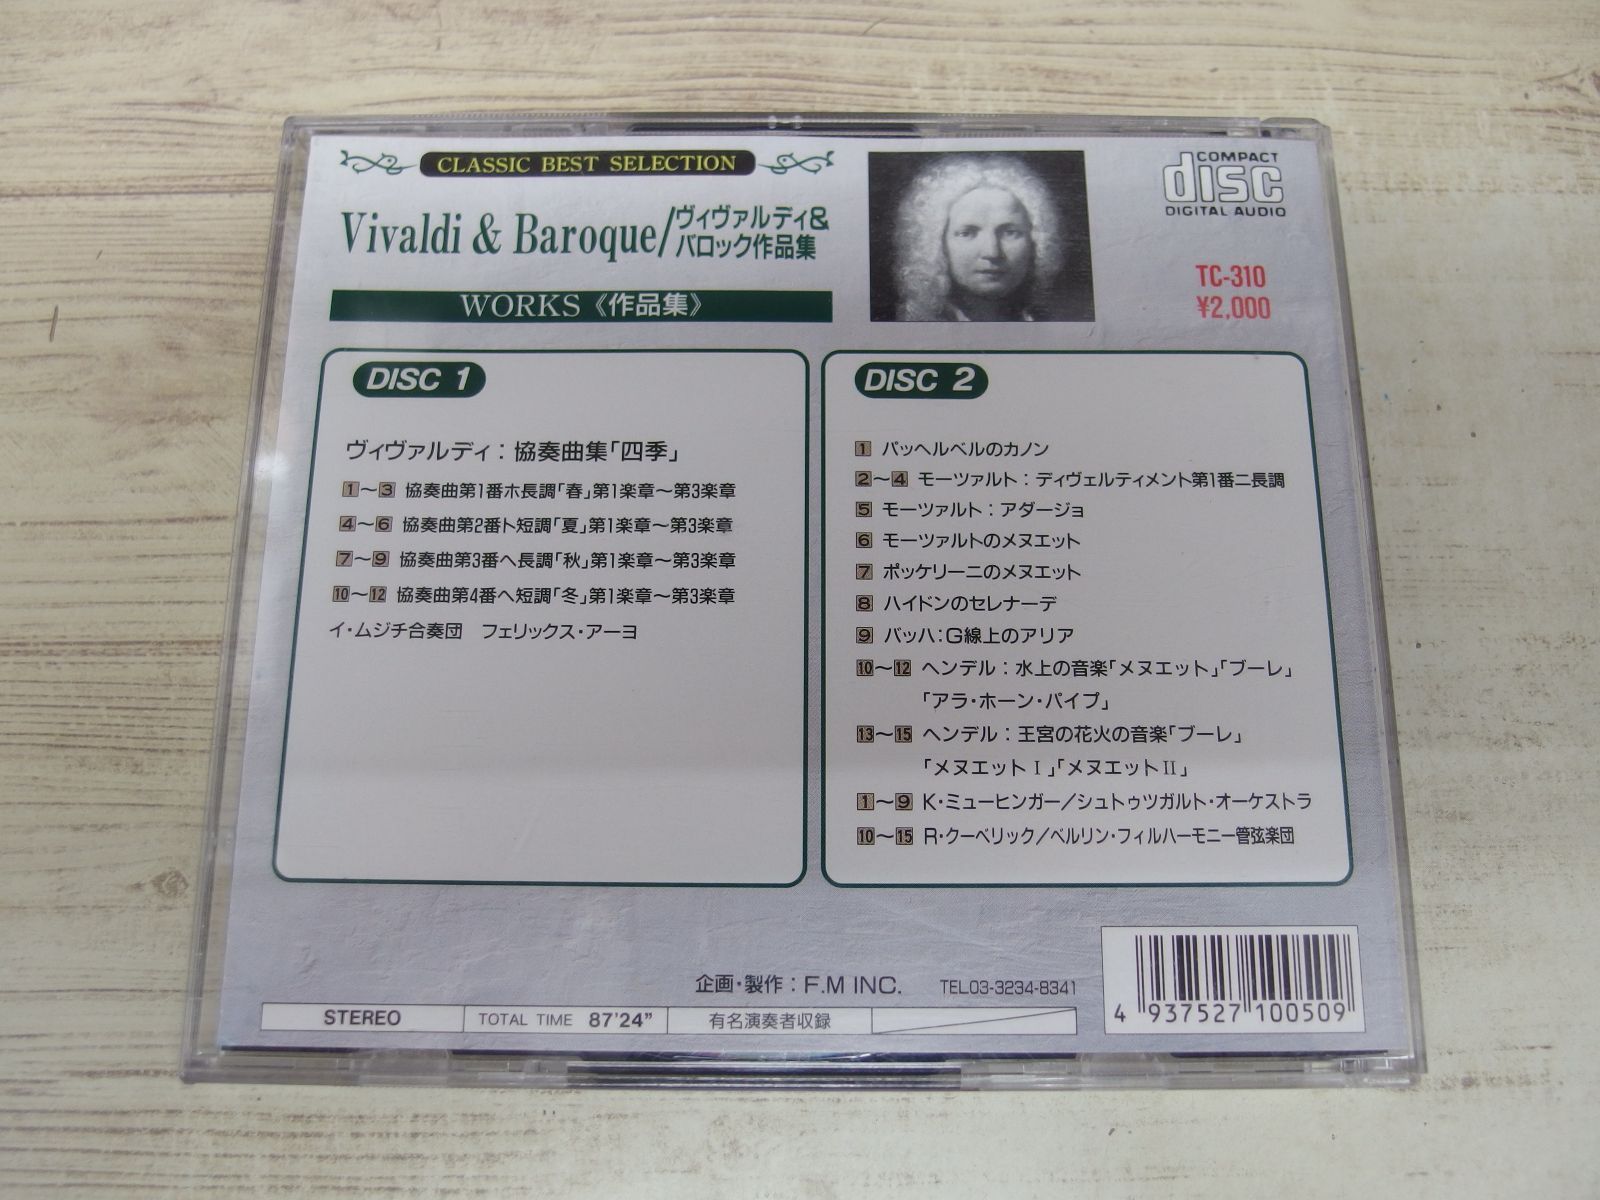 CLASSIC BEST SELECTION
Vivaldi & Baroque/ヴィヴァルディ&
バロック作品集
WORKS《作品集》
COMPACT
disc
DIGITAL AUDIO
TC-310
¥2,000
DISC 1
ヴィヴァルディ:協奏曲集「四季」
1~3 協奏曲第1番ホ長調「春」第1楽章~第3楽章
4~6 協奏曲第2番ト短調「夏」第1楽章~第3楽章
7~9 協奏曲第3番ヘ長調「秋」第1楽章~第3楽章
10~12 協奏曲第4番ヘ短調「冬」第1楽章~第3楽章
イ・ムジチ合奏団 フェリックス・アーヨ
DISC 2
1 パッヘルベルのカノン
2~4 モーツァルト:ディヴェルティメント第1番ニ長調
5 モーツァルト:アダージョ
6 モーツァルトのメヌエット
7 ボッケリーニのメヌエット
8 ハイドンのセレナーデ
9 バッハ:G線上のアリア
10~12 ヘンデル:水上の音楽「メヌエット」「ブーレ」
「アラ・ホーン・パイプ」
13~15 ヘンデル:王宮の花火の音楽「ブーレ」
「メヌエットⅠ」「メヌエットⅡ」
1~9 K・ミューヒンガー/シュトゥツガルト・オーケストラ
10~15 R・クーベリック/ベルリン・フィルハーモニー管弦楽団
企画・製作:F.M INC. TEL03-3234-8341
STEREO TOTAL TIME 87'24" 有名演奏者収録
4 937527 100509